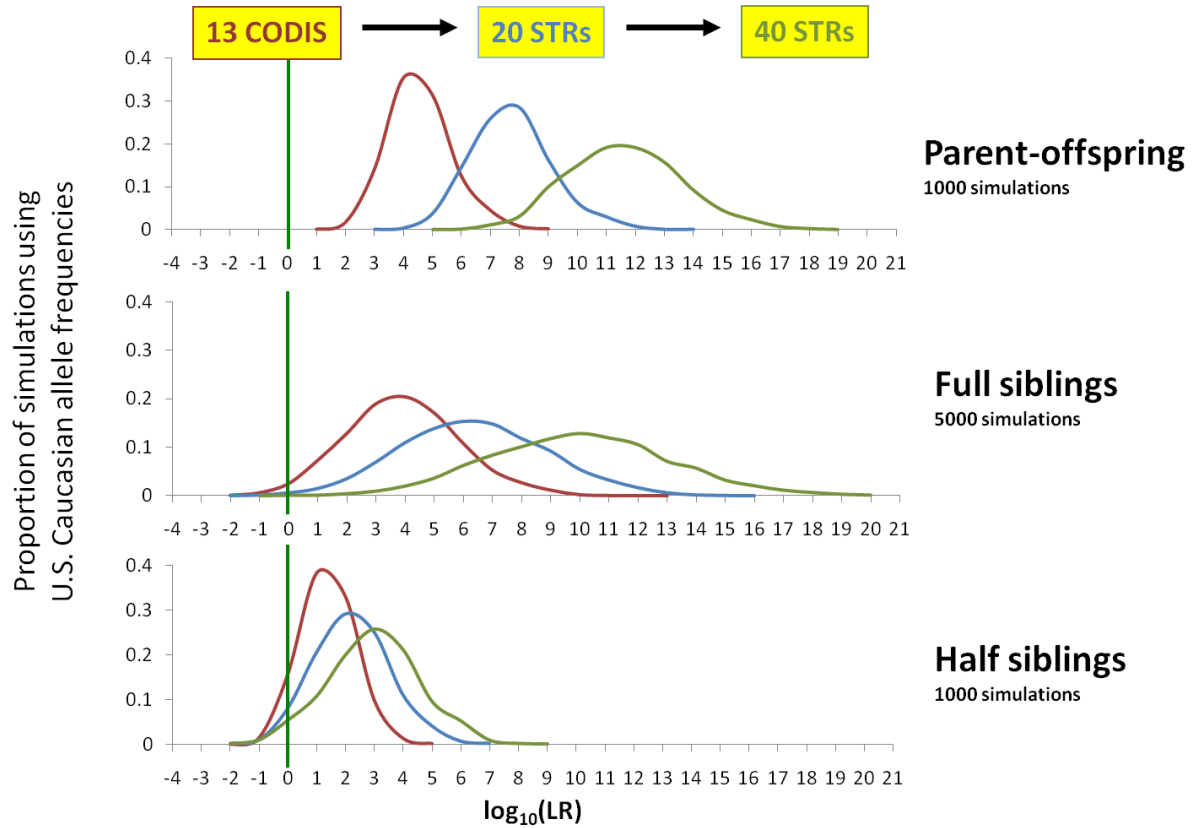 13 CODIS 20 STRs 40 STRs
Proportion of simulations using
U.S. Caucasian allele frequencies
0.4
0.3
0.2
0.1
0
-4 -3 -2 -1 0 1 2 3 4 5 6 7 8 9 10 11 12 13 14 15 16 17 18 19 20 21
Parent-offspring
1000 simulations
0.4
0.3
0.2
0.1
0
-4 -3 -2 -1 0 1 2 3 4 5 6 7 8 9 10 11 12 13 14 15 16 17 18 19 20 21
Full siblings
5000 simulations
0.4
0.3
0.2
0.1
0
-4 -3 -2 -1 0 1 2 3 4 5 6 7 8 9 10 11 12 13 14 15 16 17 18 19 20 21
Half siblings
1000 simulations
log10(LR)